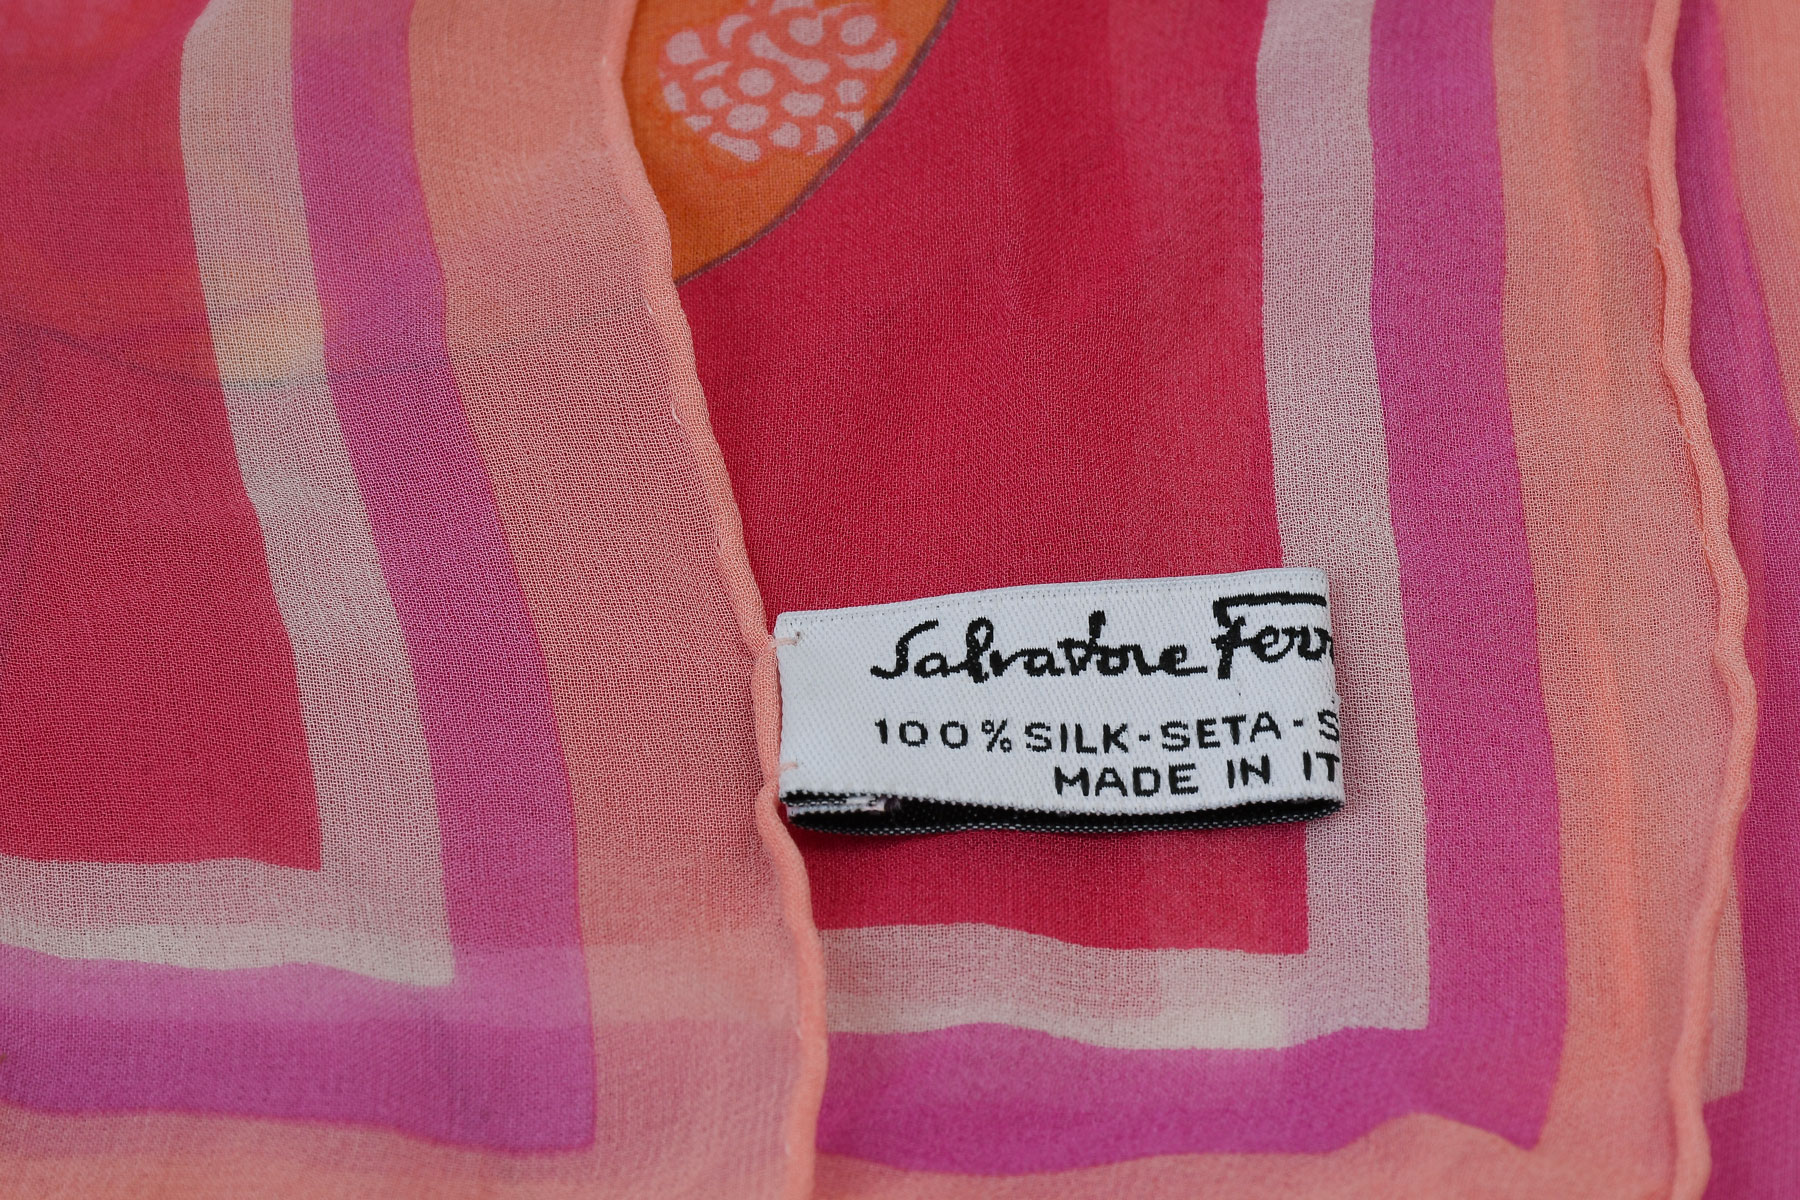 Salvatore Ferr
100% SILK-SETA-S
MADE IN IT